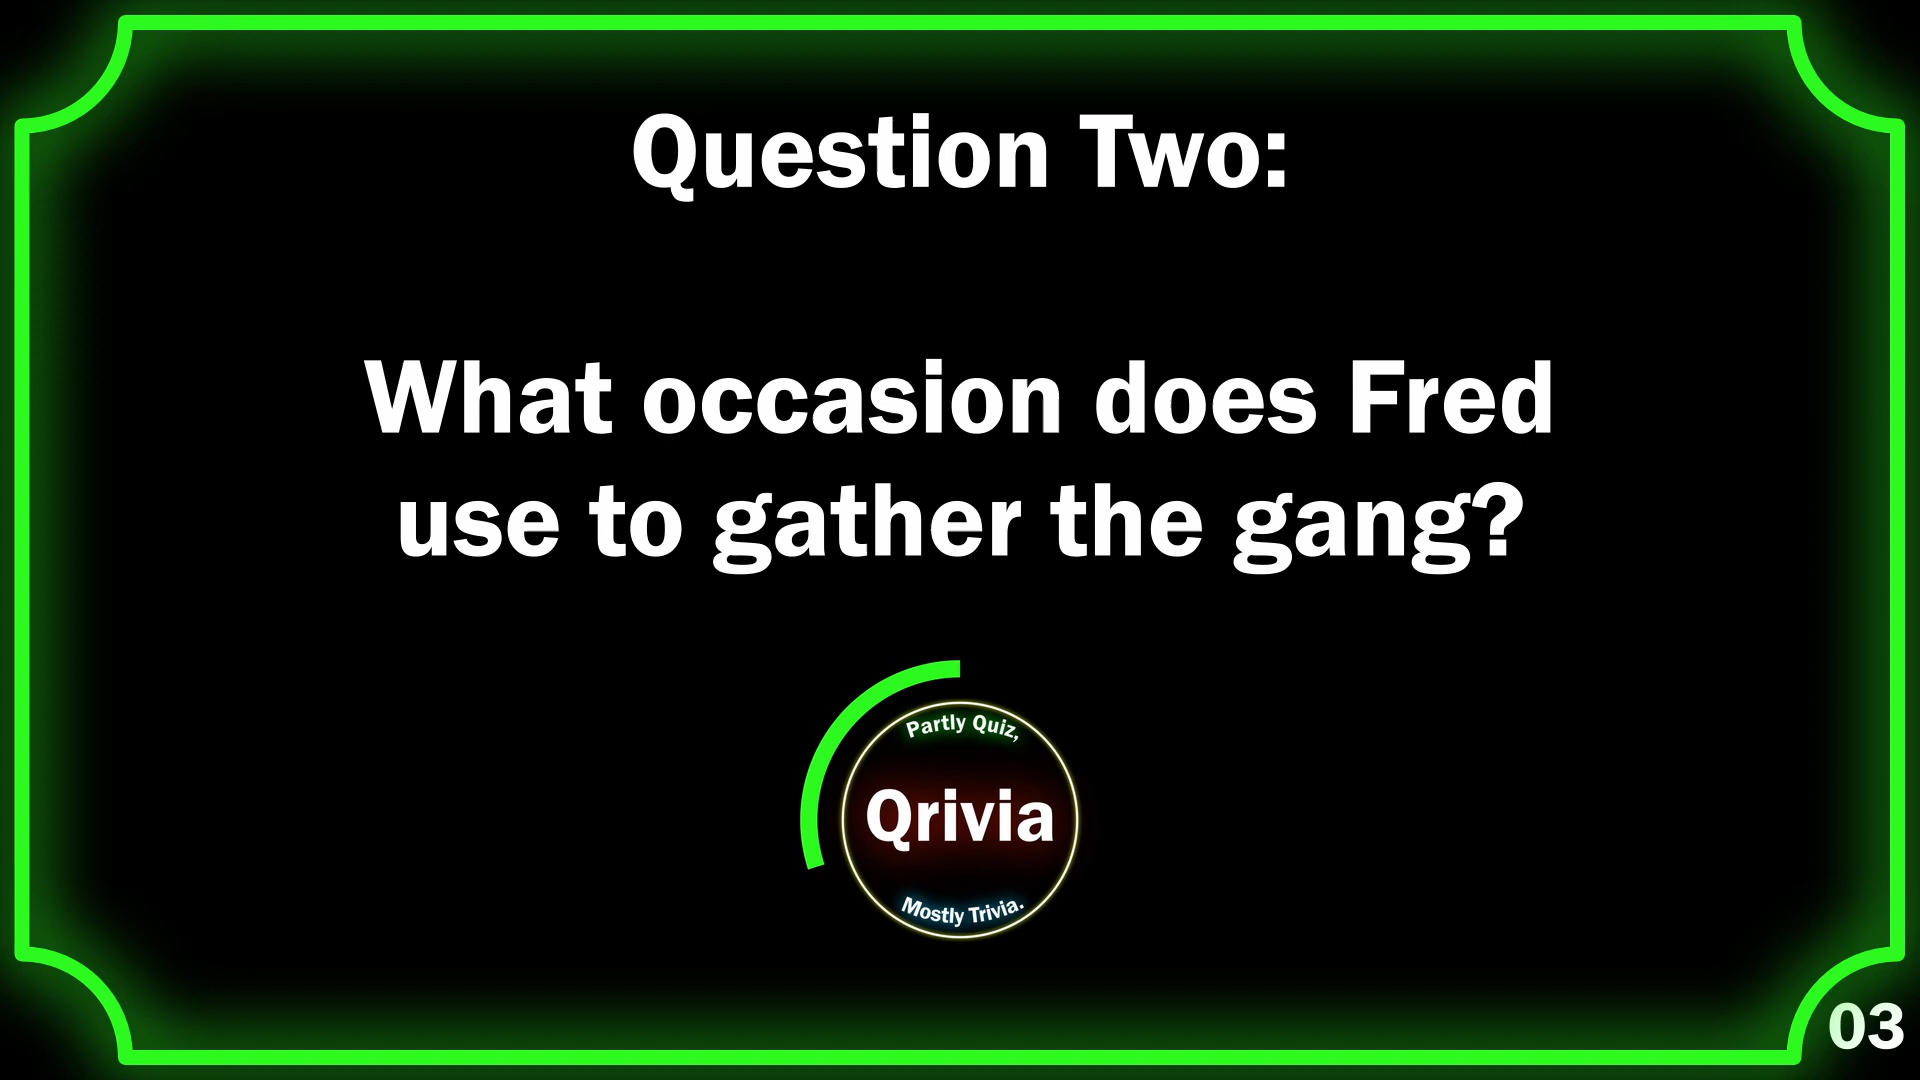 Question Two:
What occasion does Fred
use to gather the gang?
Partly Quiz,
Qrivia
Mostly Trivia.
03